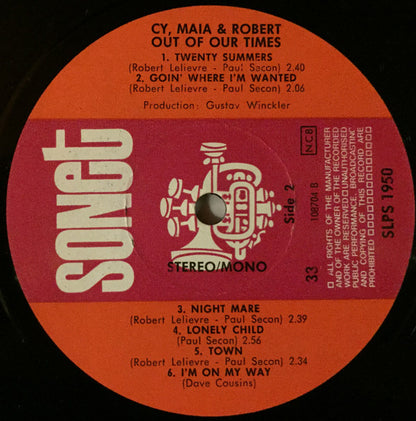 CY, MAIA & ROBERT
OUT OF OUR TIMES
1. TWENTY SUMMERS
(Robert Lelievre - Paul Secon) 2.40
2. GOIN' WHERE I'M WANTED
(Robert Lelievre - Paul Secon) 2.06
Production: Gustav Winckler
sonet
STEREO/MONO
Side 2
NCB
108704 B
33
ALL RIGHTS OF THE MANUFACTURER
AND OF THE OWNER OF THE RECORDED
WORK ARE RESERVED UNAUTHORISED
PUBLIC PERFORMANCE, BROADCASTING
AND COPYING OF THIS RECORD ARE
PROHIBITED
SLPS 1950
3. NIGHT MARE
(Robert Lelievre - Paul Secon) 2.39
4. LONELY CHILD
(Paul Secon) 2.56
5. TOWN
(Robert Lelievre - Paul Secon) 2.34
6. I'M ON MY WAY
(Dave Cousins)